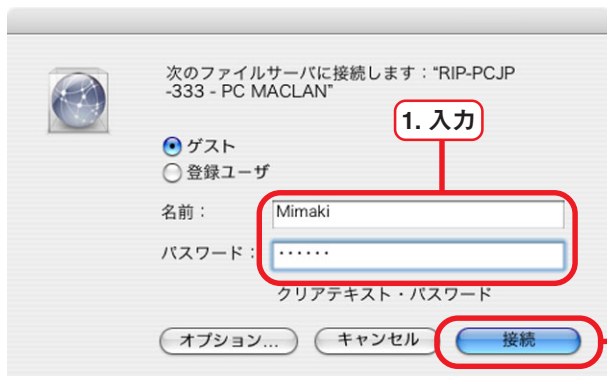 次のファイルサーバに接続します："RIP-PCJP
-333 - PC MACLAN"
1. 入力
ゲスト
登録ユーザ
名前：
Mimaki
パスワード：
······
クリアテキスト・パスワード
オプション...
キャンセル
接続